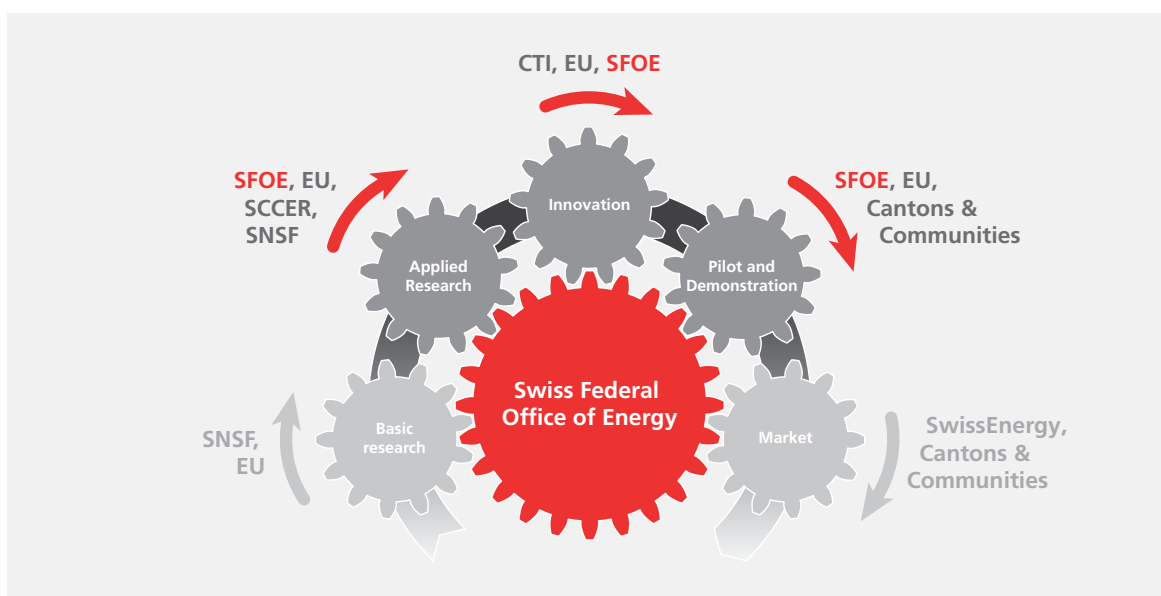 CTI, EU, SFOE
SFOE, EU,
SCCER,
SNSF
SFOE, EU,
Cantons &
Communities
Innovation
Applied
Research
Pilot and
Demonstration
Swiss Federal
Office of Energy
SNSF,
EU
Basic
research
Market
SwissEnergy,
Cantons &
Communities